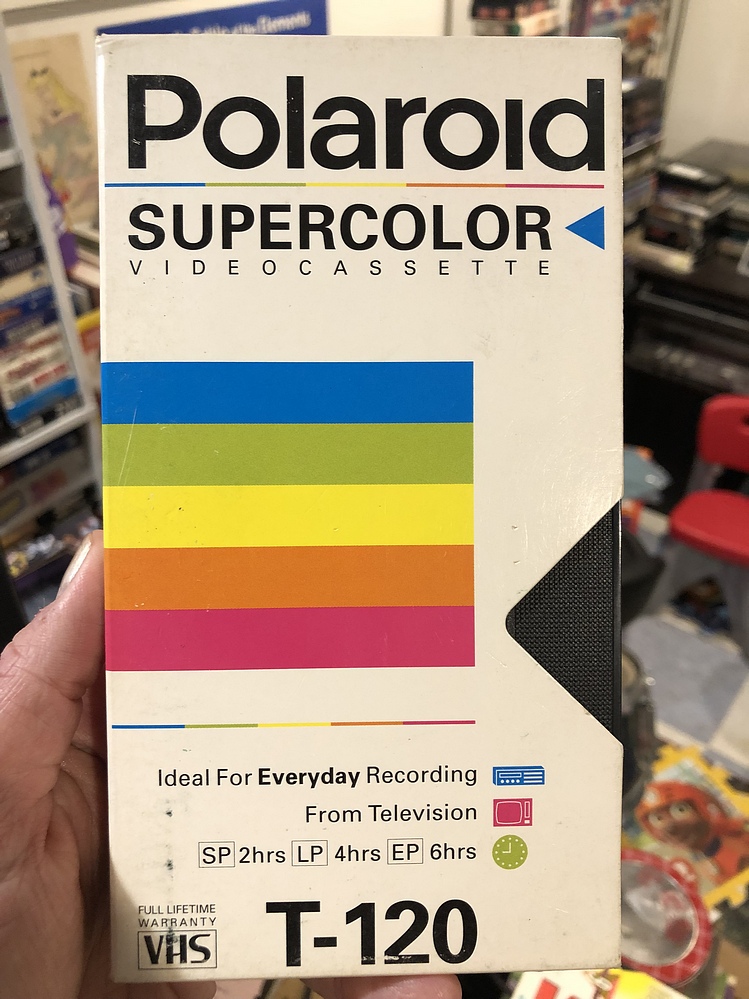 Polaroid
SUPERCOLOR
VIDEOCASSETTE
Ideal For Everyday Recording
From Television
SP 2hrs LP 4hrs EP 6hrs
FULL LIFETIME
WARRANTY
VHS
T-120